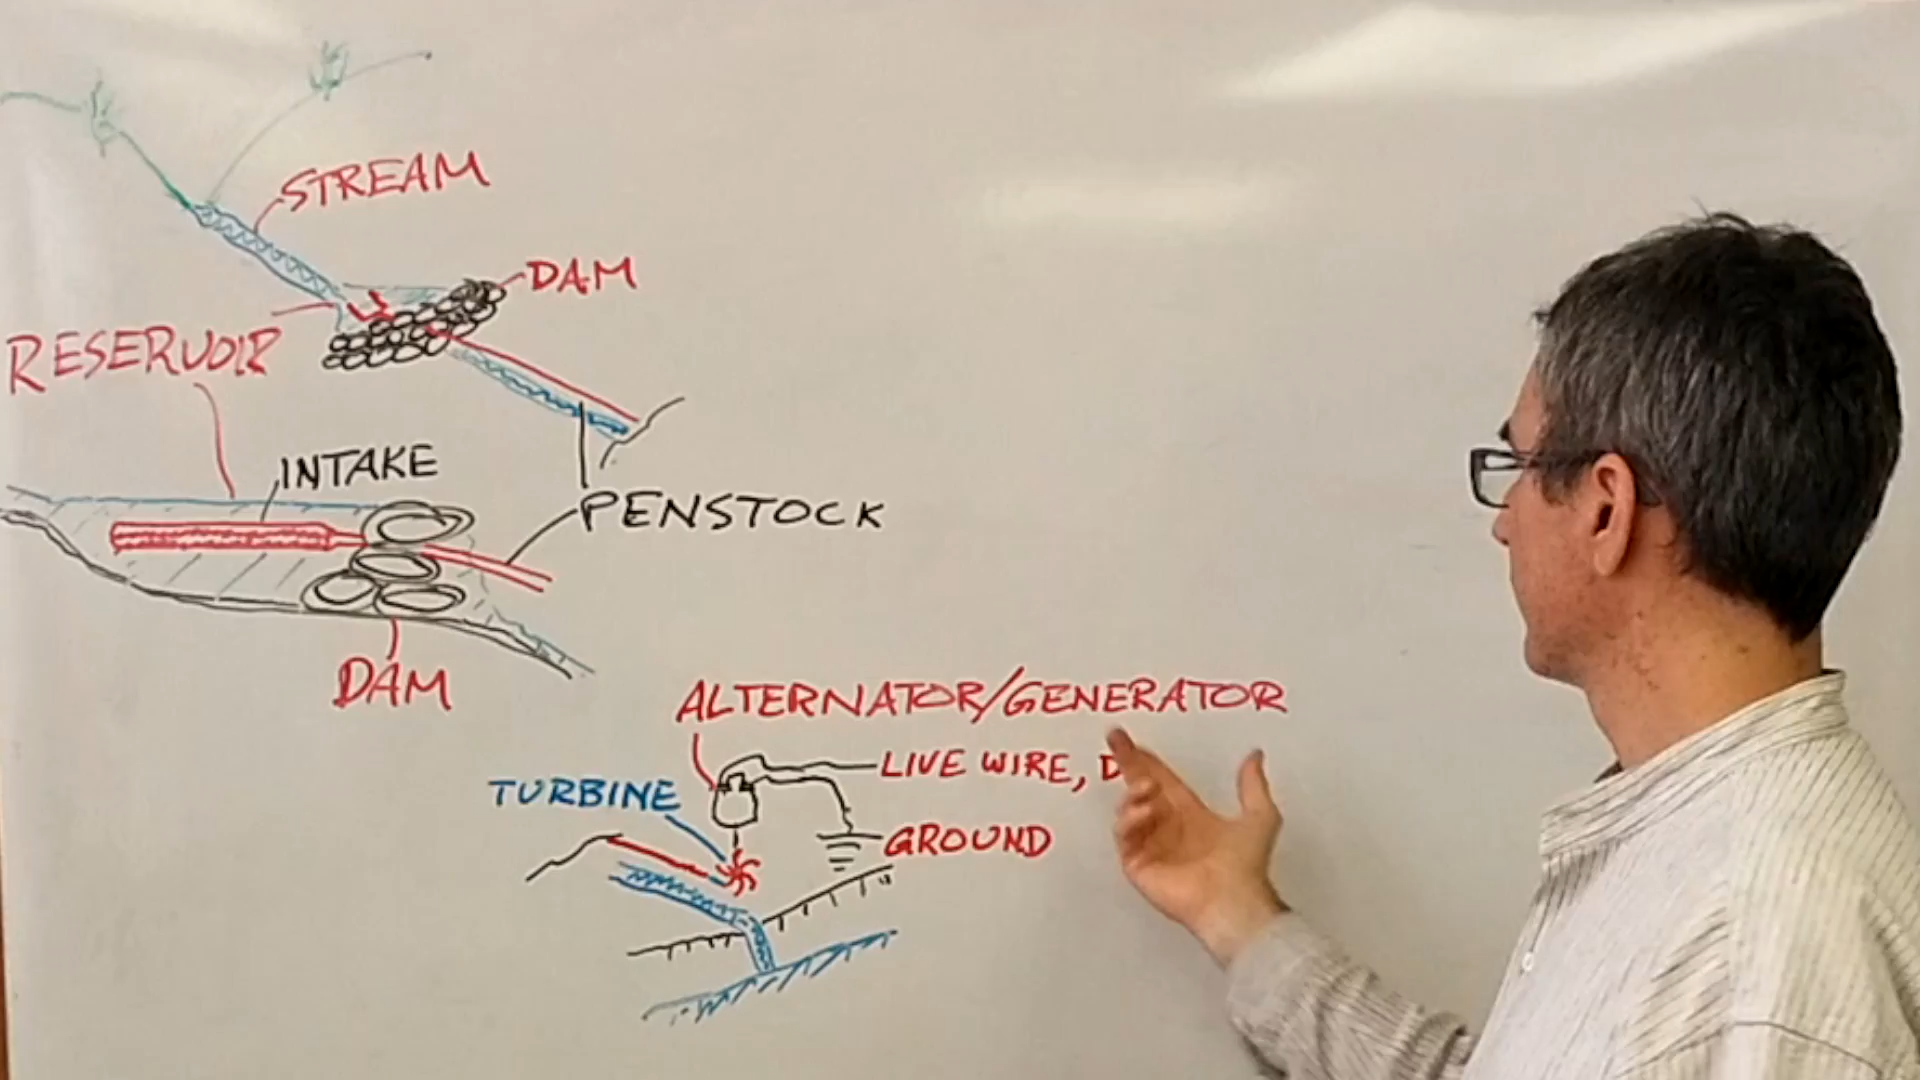 STREAM
DAM
RESERVOIR
INTAKE
PENSTOCK
DAM
ALTERNATOR/GENERATOR
LIVE WIRE,
TURBINE
GROUND